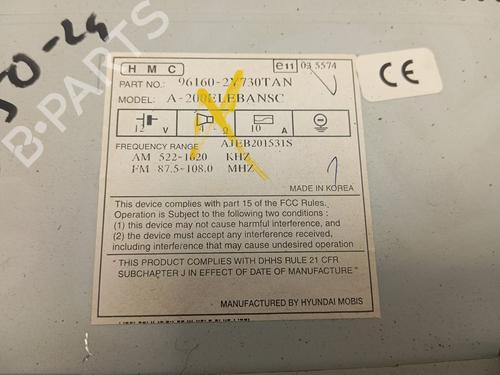 B-Parts
HMC
e11 03 5574
CE
PART NO.: 96160-2Y730TAN
MODEL: A-200ELEBANSC
12 V
4 Ω
10 A
FREQUENCY RANGE A1EB201531S
AM 522-1620 KHZ
FM 87.5-108.0 MHZ
MADE IN KOREA
This device complies with part 15 of the FCC Rules.
Operation is Subject to the following two conditions :
(1) this device may not cause harmful interference, and
(2) the device must accept any interference received,
including interference that may cause undesired operation
" THIS PRODUCT COMPLIES WITH DHHS RULE 21 CFR
SUBCHAPTER J IN EFFECT OF DATE OF MANUFACTURE"
MANUFACTURED BY HYUNDAI MOBIS